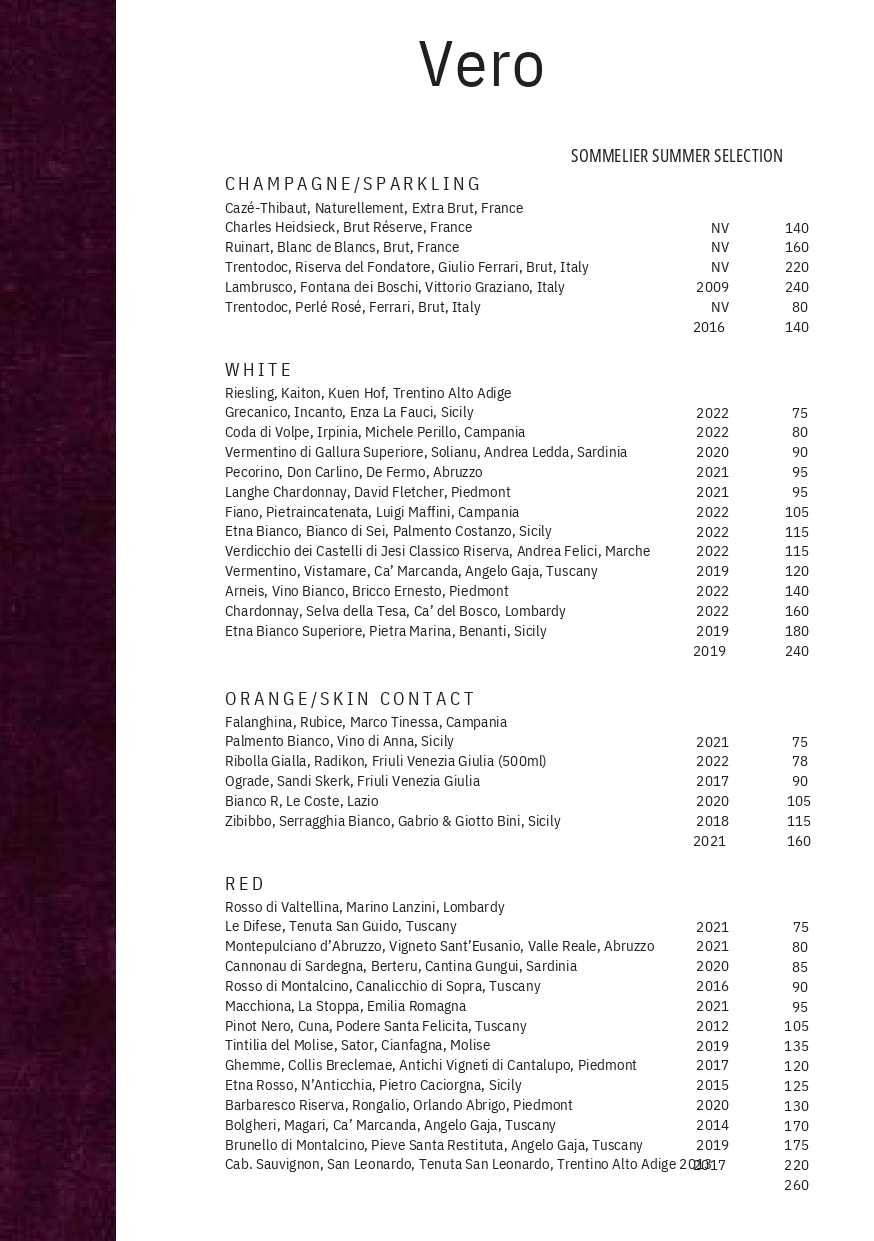 Vero
SOMMELIER SUMMER SELECTION
CHAMPAGNE/SPARKLING
Cazé-Thibaut, Naturellement, Extra Brut, France
Charles Heidsieck, Brut Réserve, France NV 140
Ruinart, Blanc de Blancs, Brut, France NV 160
Trentodoc, Riserva del Fondatore, Giulio Ferrari, Brut, Italy NV 220
Lambrusco, Fontana dei Boschi, Vittorio Graziano, Italy 2009 240
Trentodoc, Perlé Rosé, Ferrari, Brut, Italy NV 80
2016 140
WHITE
Riesling, Kaiton, Kuen Hof, Trentino Alto Adige
Grecanico, Incanto, Enza La Fauci, Sicily 2022 75
Coda di Volpe, Irpinia, Michele Perillo, Campania 2022 80
Vermentino di Gallura Superiore, Solianu, Andrea Ledda, Sardinia 2020 90
Pecorino, Don Carlino, De Fermo, Abruzzo 2021 95
Langhe Chardonnay, David Fletcher, Piedmont 2021 95
Fiano, Pietraincatenata, Luigi Maffini, Campania 2022 105
Etna Bianco, Bianco di Sei, Palmento Costanzo, Sicily 2022 115
Verdicchio dei Castelli di Jesi Classico Riserva, Andrea Felici, Marche 2022 115
Vermentino, Vistamare, Ca’ Marcanda, Angelo Gaja, Tuscany 2019 120
Arneis, Vino Bianco, Bricco Ernesto, Piedmont 2022 140
Chardonnay, Selva della Tesa, Ca’ del Bosco, Lombardy 2022 160
Etna Bianco Superiore, Pietra Marina, Benanti, Sicily 2019 180
2019 240
ORANGE/SKIN CONTACT
Falanghina, Rubice, Marco Tinessa, Campania
Palmento Bianco, Vino di Anna, Sicily 2021 75
Ribolla Gialla, Radikon, Friuli Venezia Giulia (500ml) 2022 78
Ograde, Sandi Skerk, Friuli Venezia Giulia 2017 90
Bianco R, Le Coste, Lazio 2020 105
Zibibbo, Serragghia Bianco, Gabrio & Giotto Bini, Sicily 2018 115
2021 160
RED
Rosso di Valtellina, Marino Lanzini, Lombardy
Le Difese, Tenuta San Guido, Tuscany 2021 75
Montepulciano d’Abruzzo, Vigneto Sant’Eusanio, Valle Reale, Abruzzo 2021 80
Cannonau di Sardegna, Berteru, Cantina Gungui, Sardinia 2020 85
Rosso di Montalcino, Canalicchio di Sopra, Tuscany 2016 90
Macchiona, La Stoppa, Emilia Romagna 2021 95
Pinot Nero, Cuna, Podere Santa Felicita, Tuscany 2012 105
Tintilia del Molise, Sator, Cianfagna, Molise 2019 135
Ghemme, Collis Breclemae, Antichi Vigneti di Cantalupo, Piedmont 2017 120
Etna Rosso, N’Anticchia, Pietro Caciorgna, Sicily 2015 125
Barbaresco Riserva, Rongalio, Orlando Abrigo, Piedmont 2020 130
Bolgheri, Magari, Ca’ Marcanda, Angelo Gaja, Tuscany 2014 170
Brunello di Montalcino, Pieve Santa Restituta, Angelo Gaja, Tuscany 2019 175
Cab. Sauvignon, San Leonardo, Tenuta San Leonardo, Trentino Alto Adige 2013 2017 220
260